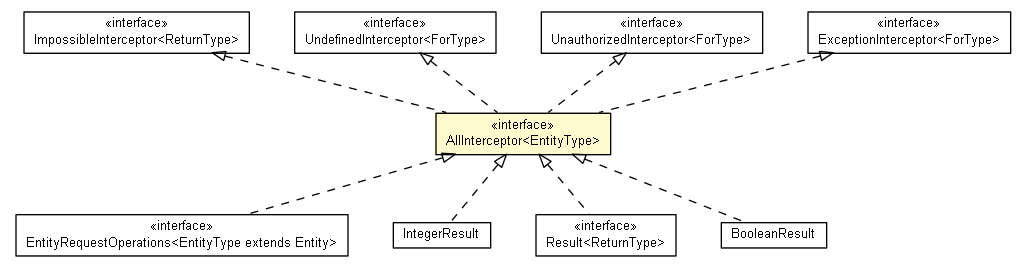 «interface»
ImpossibleInterceptor<ReturnType>
«interface»
UndefinedInterceptor<ForType>
«interface»
UnauthorizedInterceptor<ForType>
«interface»
ExceptionInterceptor<ForType>
«interface»
AllInterceptor<EntityType>
«interface»
EntityRequestOperations<EntityType extends Entity>
IntegerResult
«interface»
Result<ReturnType>
BooleanResult